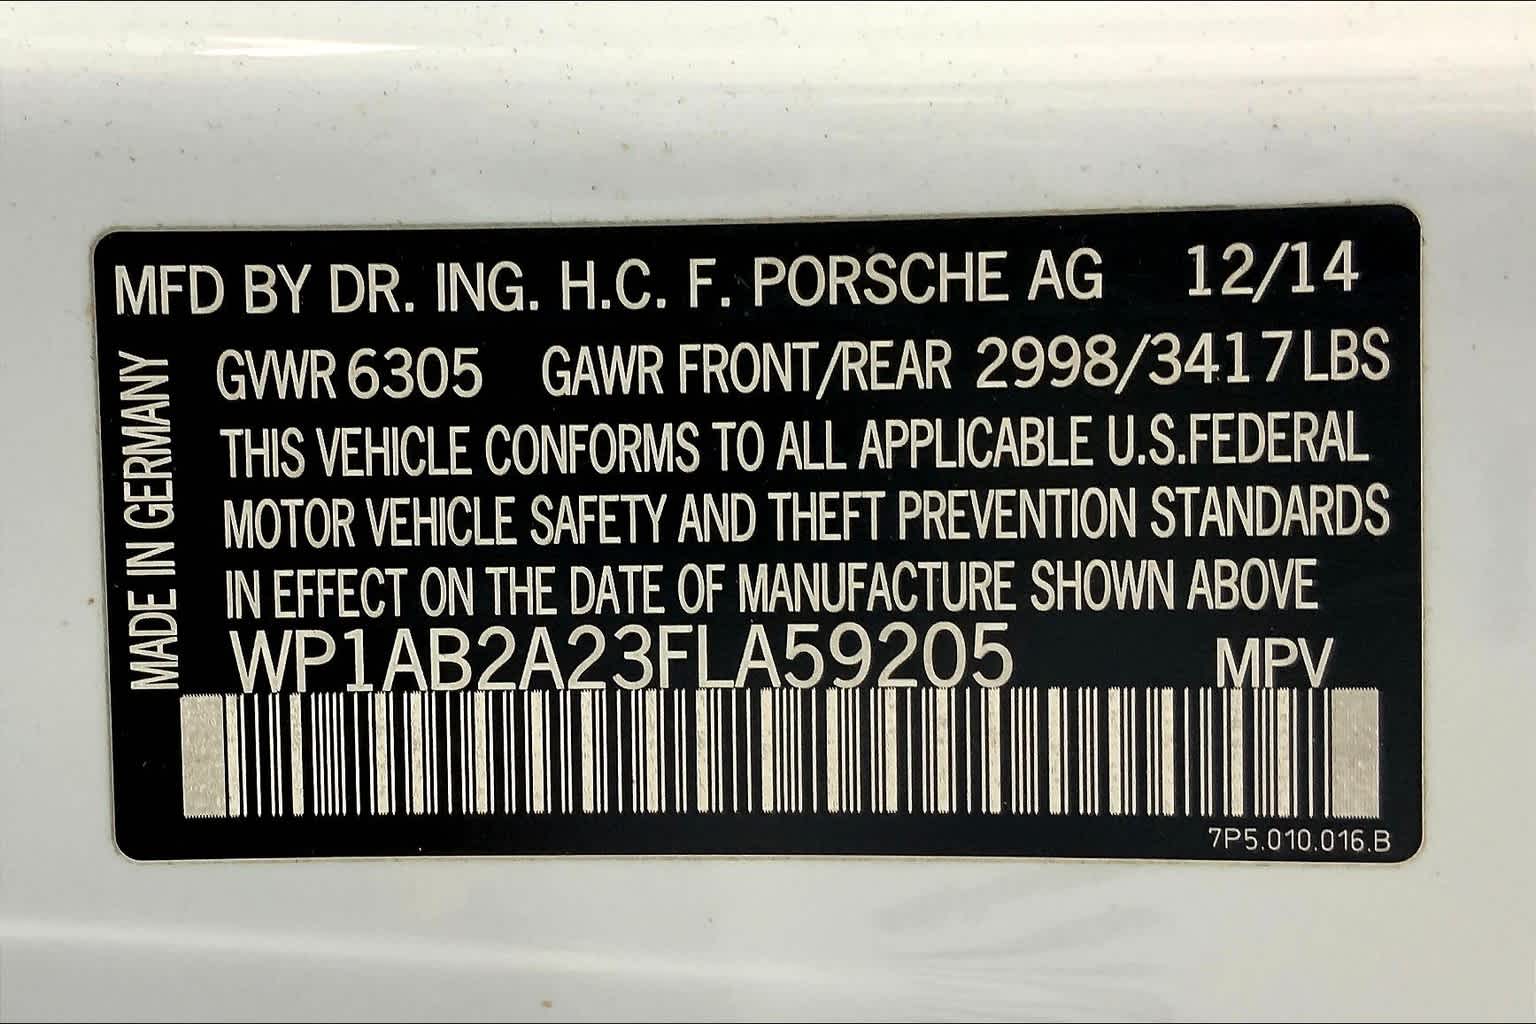 MFD BY DR. ING. H.C. F. PORSCHE AG 12/14
GVWR 6305 GAWR FRONT/REAR 2998/3417 LBS
THIS VEHICLE CONFORMS TO ALL APPLICABLE U.S.FEDERAL
MOTOR VEHICLE SAFETY AND THEFT PREVENTION STANDARDS
IN EFFECT ON THE DATE OF MANUFACTURE SHOWN ABOVE
WP1AB2A23FLA59205 MPV
7P5.010.016.B
MADE IN GERMANY